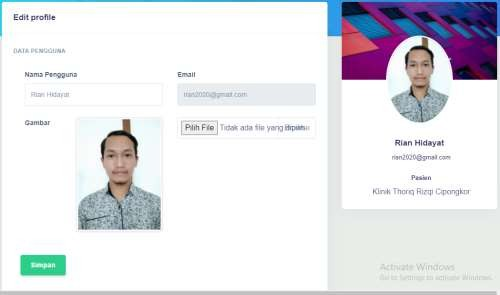 Edit profile
DATA PENGGUNA
Nama Pengguna
Email
Rian Hidayat
rian2020@gmail.com
Gambar
Pilih File Tidak ada file yang
Simpan
Rian Hidayat
rian2020@gmail.com
Pasien
Klinik Thoriq Rizqi Cipongkor
Activate Windows
Go to Settings to activate Windows.